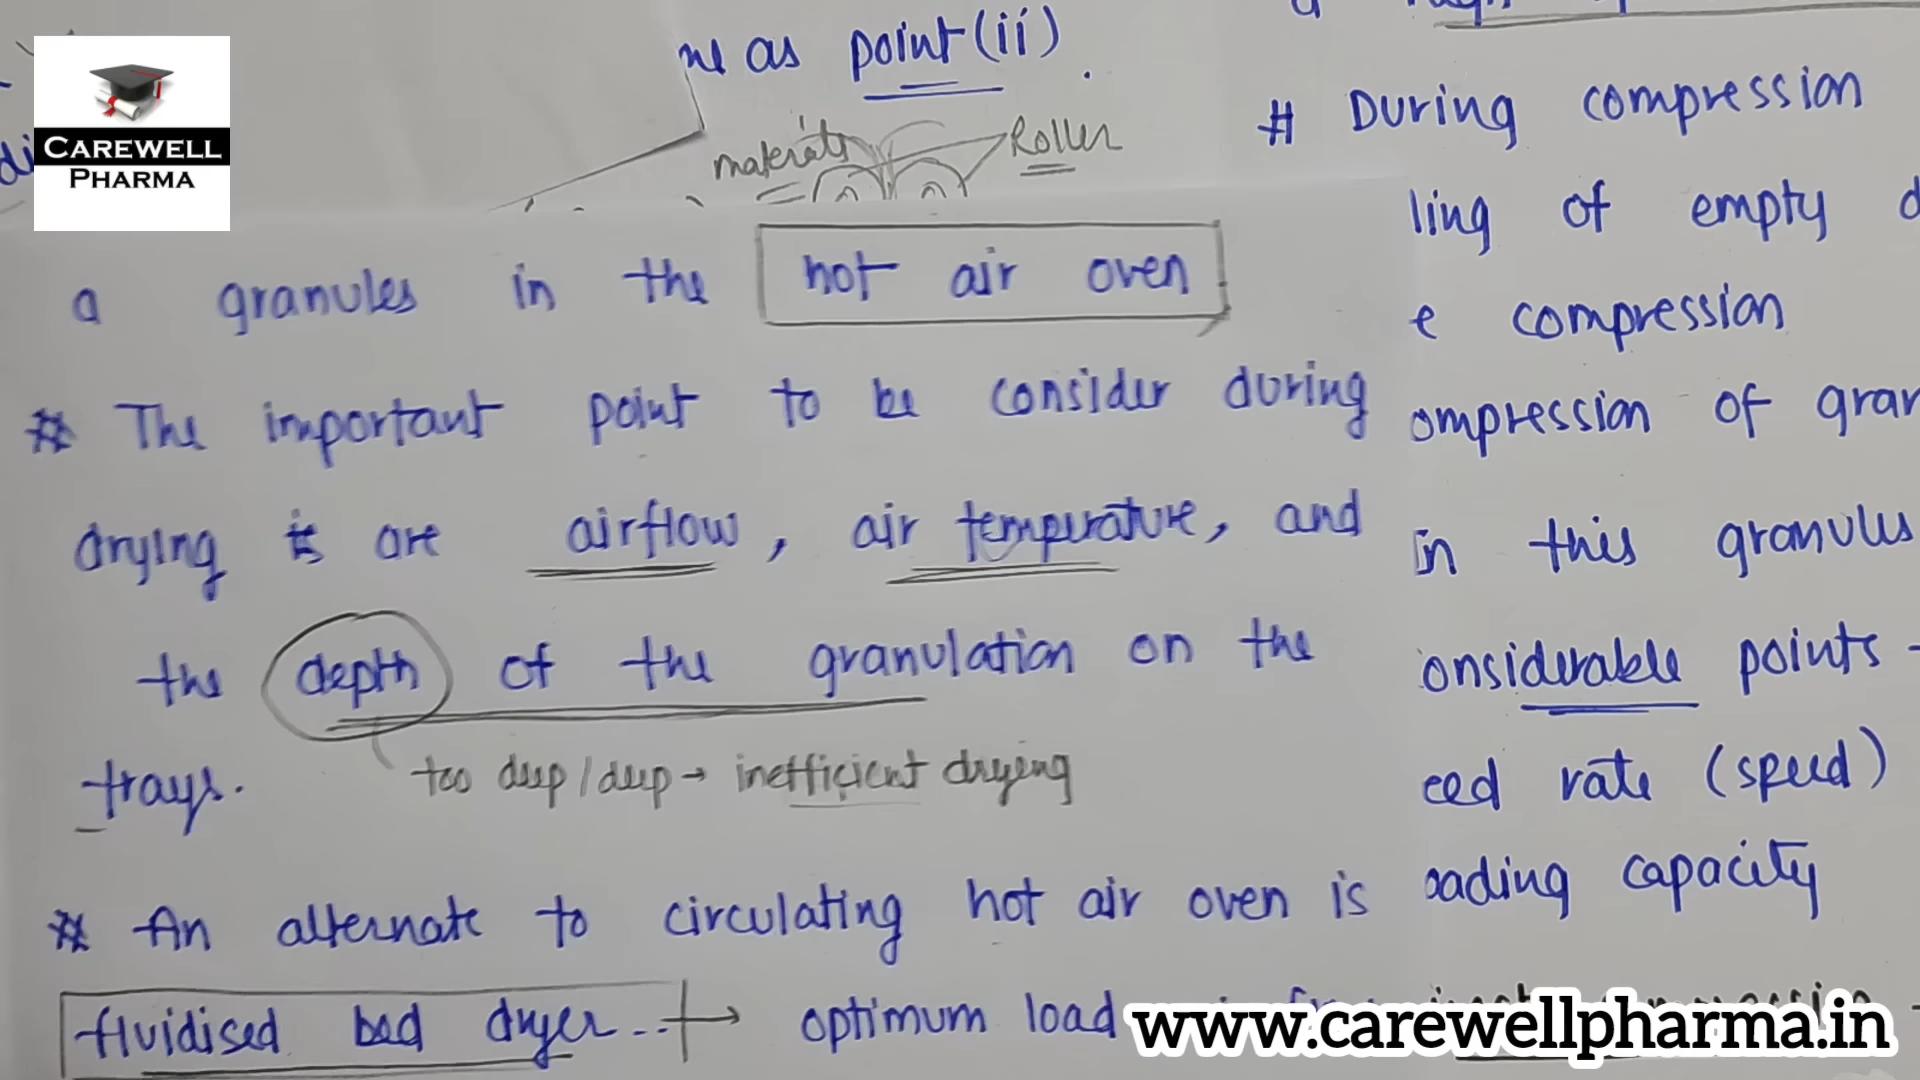 CAREWELL
PHARMA
as point (ii).
materials
Roller
a granules in the hot air oven
* The important point to be consider during
drying is are airflow, air temperature, and
the depth of the granulation on the
trays.
too deep/deep → inefficient drying
* An alternate to circulating hot air oven is
fluidised bed dryer .. → optimum load
# During compression
ling of empty
e compression
ompression of gran
in this granules
onsiderable points -
eed rate (speed)
oading capacity
www.carewellpharma.in